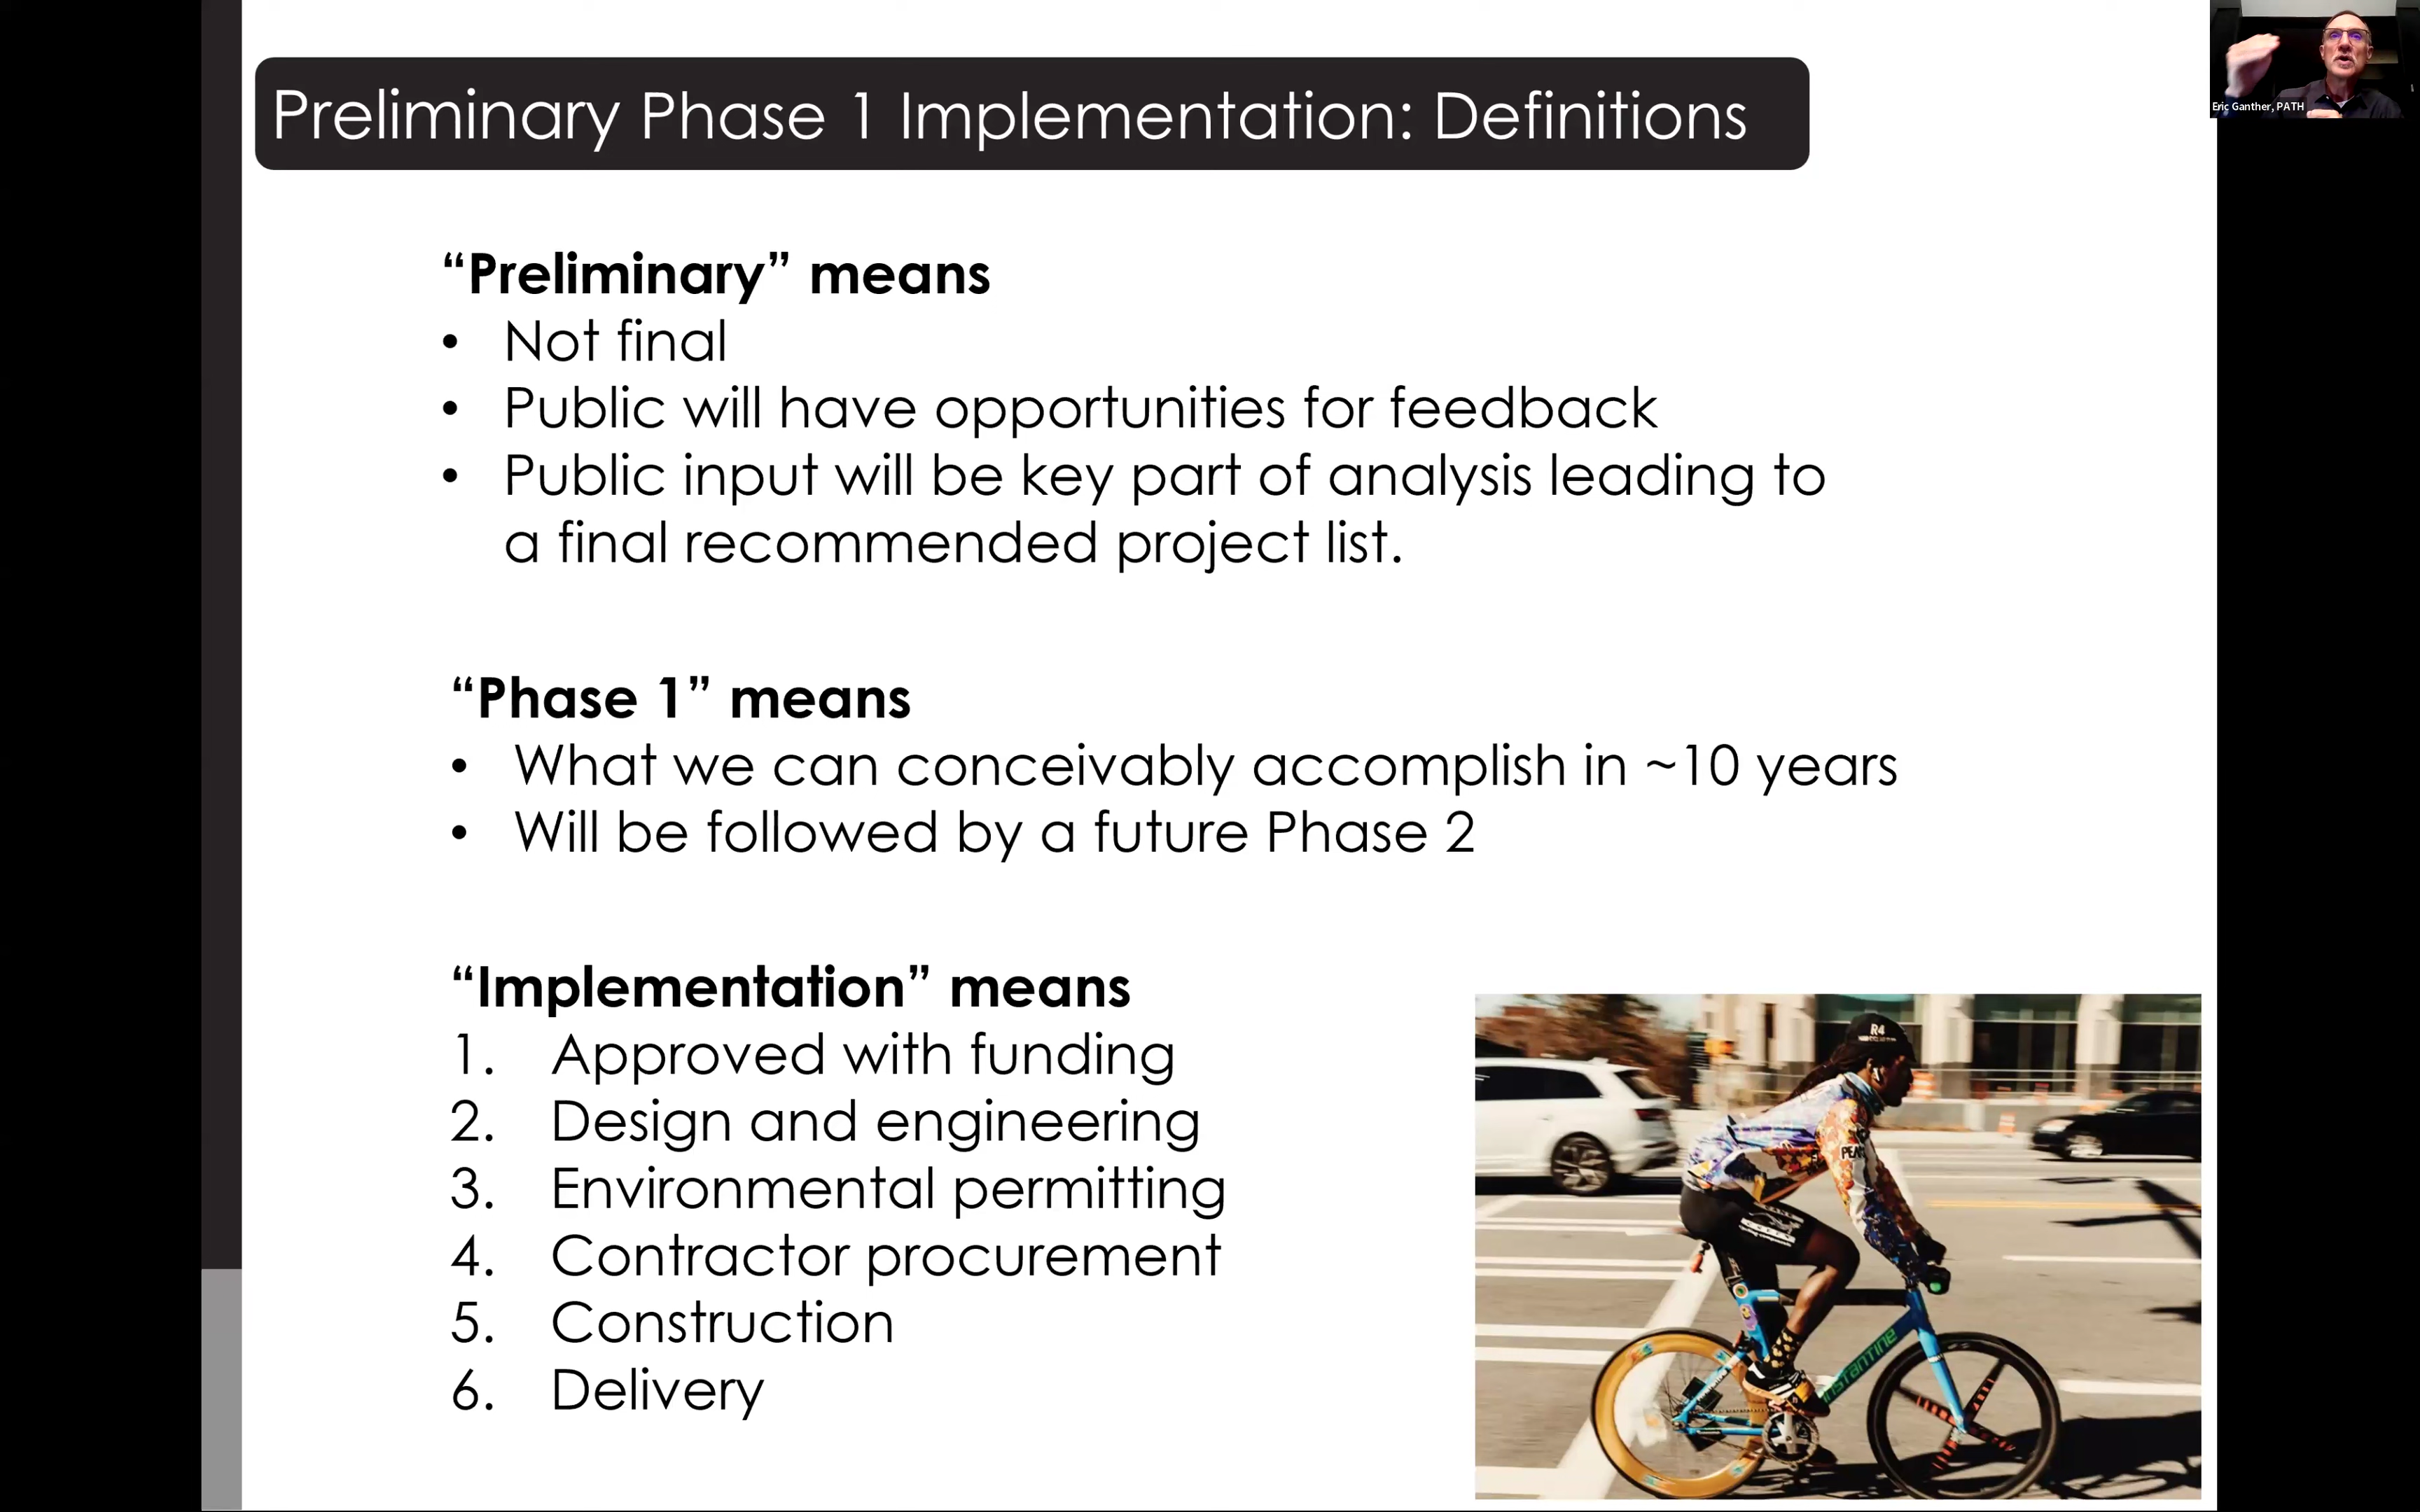 Preliminary Phase 1 Implementation: Definitions
Eric Ganther, PATH
“Preliminary” means
• Not final
• Public will have opportunities for feedback
• Public input will be key part of analysis leading to
a final recommended project list.
“Phase 1” means
• What we can conceivably accomplish in ~10 years
• Will be followed by a future Phase 2
“Implementation” means
1. Approved with funding
2. Design and engineering
3. Environmental permitting
4. Contractor procurement
5. Construction
6. Delivery
R4